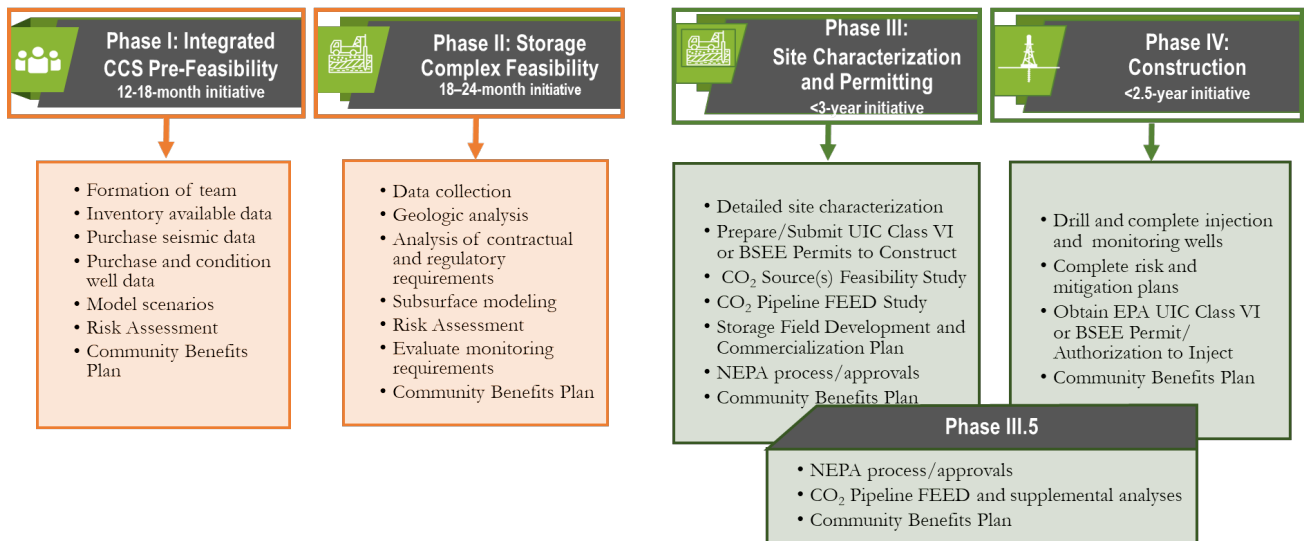 Phase I: Integrated
CCS Pre-Feasibility
12-18-month initiative
• Formation of team
• Inventory available data
• Purchase seismic data
• Purchase and condition
well data
• Model scenarios
• Risk Assessment
• Community Benefits
Plan
Phase II: Storage
Complex Feasibility
18–24-month initiative
• Data collection
• Geologic analysis
• Analysis of contractual
and regulatory
requirements
• Subsurface modeling
• Risk Assessment
• Evaluate monitoring
requirements
• Community Benefits Plan
Phase III:
Site Characterization
and Permitting
<3-year initiative
• Detailed site characterization
• Prepare/Submit UIC Class VI
or BSEE Permits to Construct
• CO₂ Source(s) Feasibility Study
• CO₂ Pipeline FEED Study
• Storage Field Development and
Commercialization Plan
• NEPA process/approvals
• Community Benefits Plan
Phase IV:
Construction
<2.5-year initiative
• Drill and complete injection
and monitoring wells
• Complete risk and
mitigation plans
• Obtain EPA UIC Class VI
or BSEE Permit/
Authorization to Inject
• Community Benefits Plan
Phase III.5
• NEPA process/approvals
• CO₂ Pipeline FEED and supplemental analyses
• Community Benefits Plan